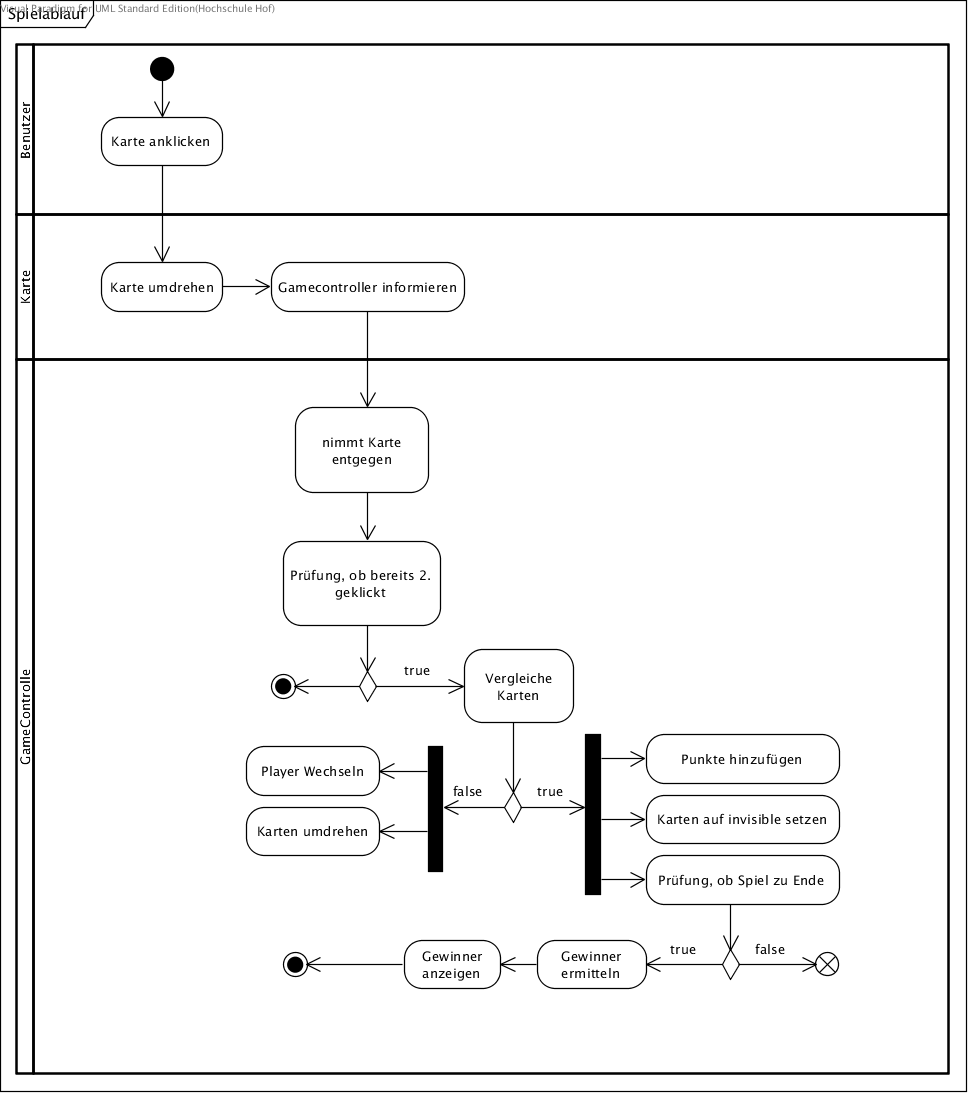 Visual Paradigm for UML Standard Edition(Hochschule Hof)
Spielablauf
Benutzer
Karte anklicken
Karte
Karte umdrehen
Gamecontroller informieren
GameControlle
nimmt Karte
entgegen
Prüfung, ob bereits 2.
geklickt
true
Vergleiche
Karten
Player Wechseln
false
true
Punkte hinzufügen
Karten umdrehen
Karten auf invisible setzen
Prüfung, ob Spiel zu Ende
Gewinner
anzeigen
Gewinner
ermitteln
true
false